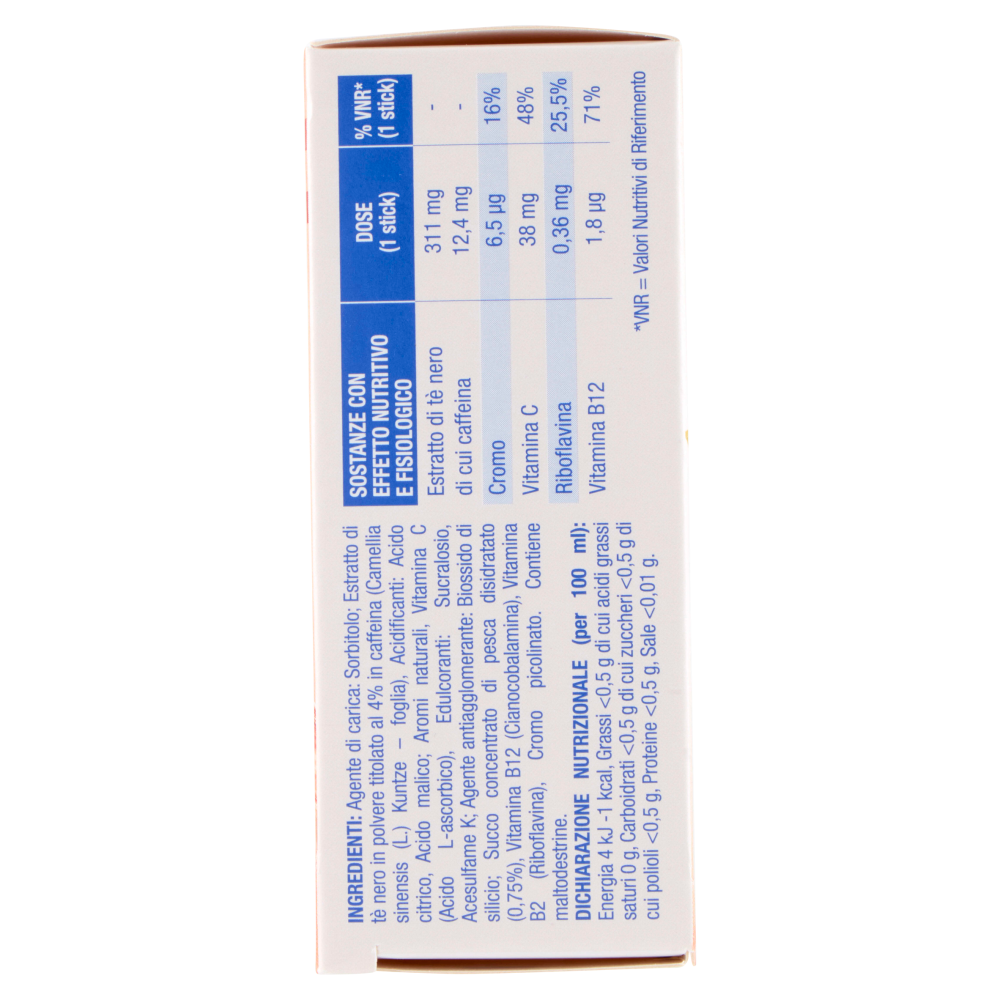 INGREDIENTI: Agente di carica: Sorbitolo; Estratto di
tè nero in polvere titolato al 4% in caffeina (Camellia
sinensis (L.) Kuntze – foglia), Acidificanti: Acido
citrico, Acido malico; Aromi naturali, Vitamina C
(Acido L-ascorbico), Edulcoranti: Sucralosio,
Acesulfame K; Agente antiagglomerante: Biossido di
silicio; Succo concentrato di pesca disidratato
(0,75%), Vitamina B12 (Cianocobalamina), Vitamina
B2 (Riboflavina), Cromo picolinato. Contiene
maltodestrine.
DICHIARAZIONE NUTRIZIONALE (per 100 ml):
Energia 4 kJ -1 kcal, Grassi <0,5 g di cui acidi grassi
saturi 0 g, Carboidrati <0,5 g di cui zuccheri <0,5 g di
cui polioli <0,5 g, Proteine <0,5 g, Sale <0,01 g.
SOSTANZE CON
EFFETTO NUTRITIVO
E FISIOLOGICO
DOSE
(1 stick)
% VNR*
(1 stick)
Estratto di tè nero 311 mg -
di cui caffeina 12,4 mg -
Cromo 6,5 µg 16%
Vitamina C 38 mg 48%
Riboflavina 0,36 mg 25,5%
Vitamina B12 1,8 µg 71%
*VNR = Valori Nutritivi di Riferimento